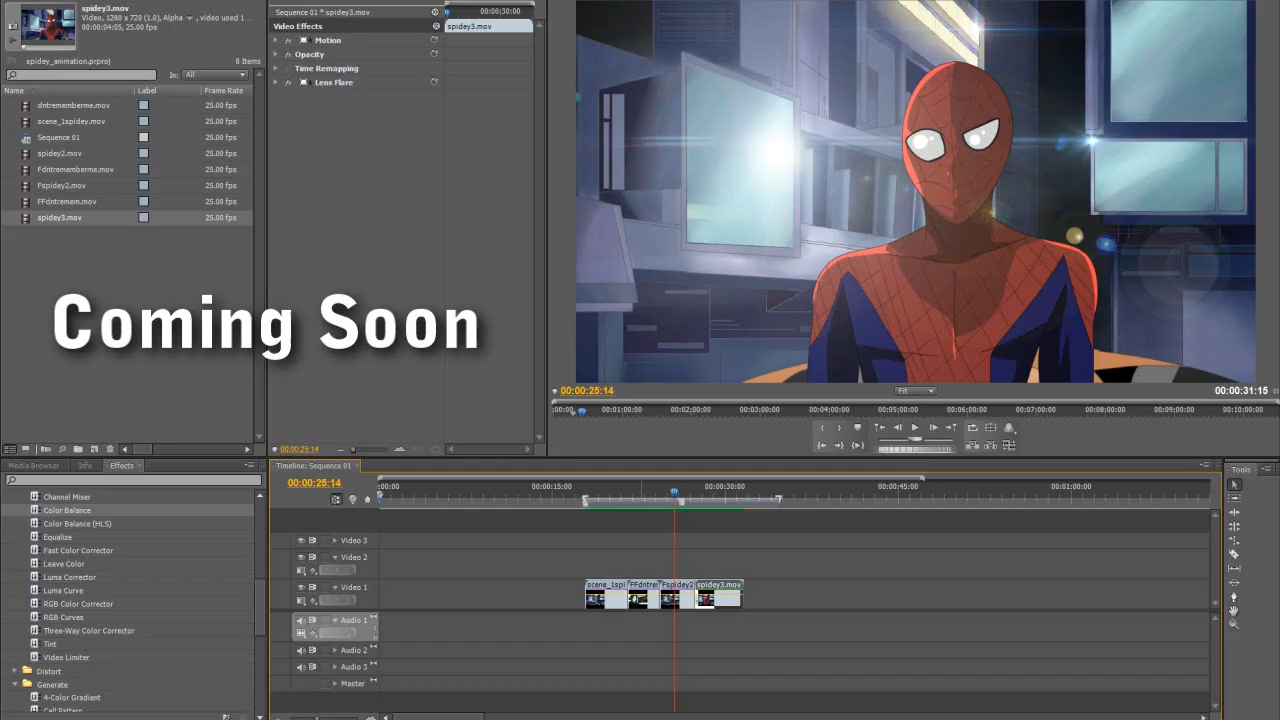 spidey3.mov
Video, 1280 x 720 (1.0), Alpha
, video used 1 ...
00:00:04:05, 25.00 fps
spidey_animation.prproj
8 Items
In: All
Name Label Frame Rate
dntrememberme.mov 25.00 fps
scene_1spidey.mov 25.00 fps
Sequence 01 25.00 fps
spidey2.mov 25.00 fps
Fdntrememberme.mov 25.00 fps
Fspidey2.mov 25.00 fps
FFdntremem.mov 25.00 fps
spidey3.mov 25.00 fps
Sequence 01 * spidey3.mov
00:00:30:00
Video Effects
spidey3.mov
Motion
Opacity
Time Remapping
Lens Flare
Coming Soon
00:00:25:14
00:00:25:14
Fit
00:00:31:15
;00;00 00;01;00;00 00;02;00;00 00;03;00;00 00;04;00;00 00;05;00;00 00;06;00;00 00;07;00;00 00;08;00;00 00;09;00;00 00;10;00;00
Media Browser Info Effects
Channel Mixer
Color Balance
Color Balance (HLS)
Equalize
Fast Color Corrector
Leave Color
Luma Corrector
Luma Curve
RGB Color Corrector
RGB Curves
Three-Way Color Corrector
Tint
Video Limiter
Distort
Generate
4-Color Gradient
Cell Pattern
Timeline: Sequence 01
00:00:25:14
:00:00 00:00:15:00 00:00:30:00 00:00:45:00 00:01:00:00
Video 3
Video 2
Video 1
scene_1spi FFdntre Fspidey2 spidey3.mov
Audio 1
Audio 2
Audio 3
Master
Tools